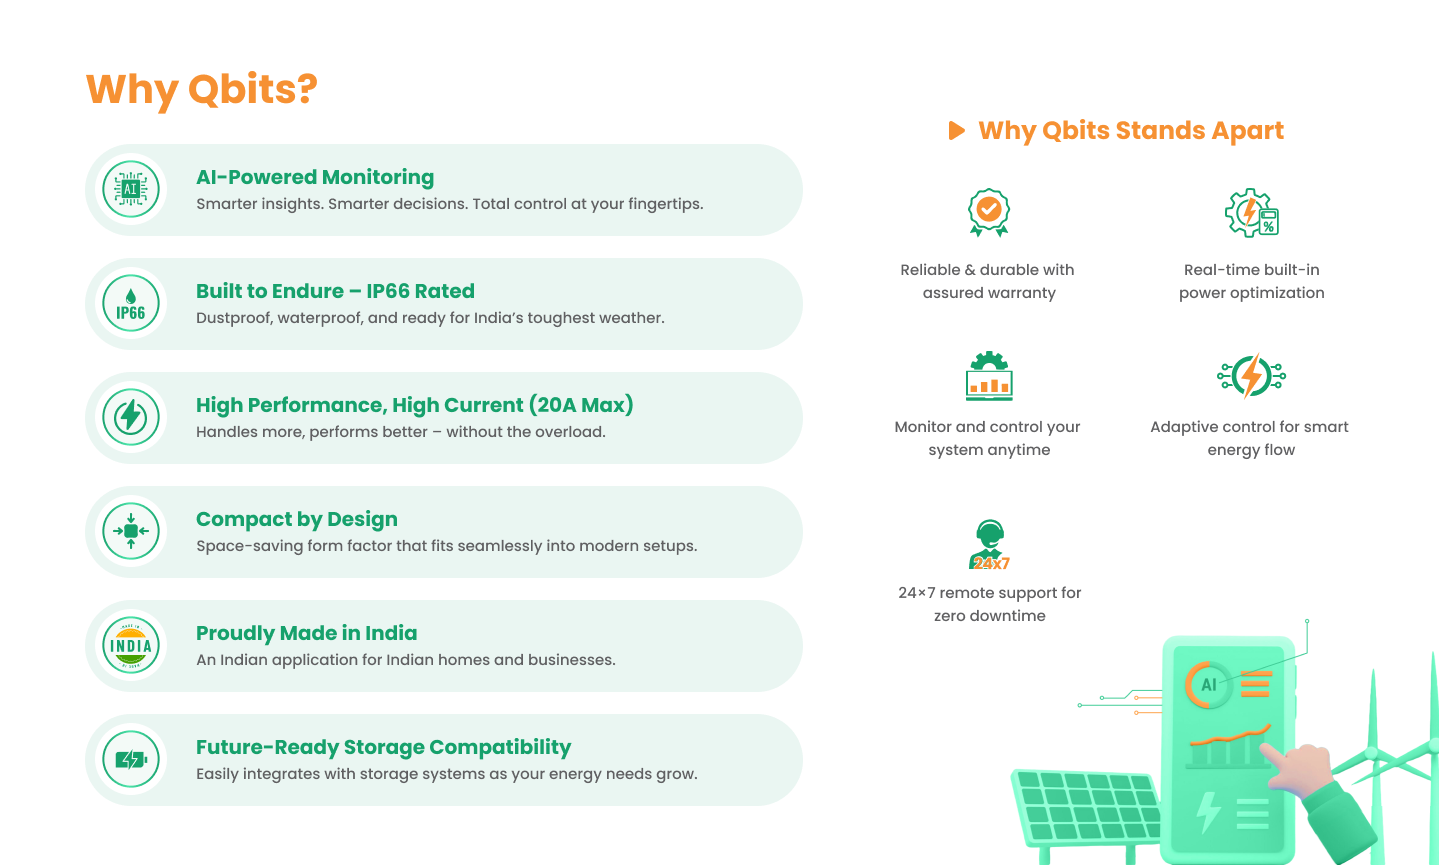 Why Qbits?
AI-Powered Monitoring
Smarter insights. Smarter decisions. Total control at your fingertips.
IP66
Built to Endure – IP66 Rated
Dustproof, waterproof, and ready for India's toughest weather.
High Performance, High Current (20A Max)
Handles more, performs better – without the overload.
Compact by Design
Space-saving form factor that fits seamlessly into modern setups.
INDIA
Proudly Made in India
An Indian application for Indian homes and businesses.
Future-Ready Storage Compatibility
Easily integrates with storage systems as your energy needs grow.
Why Qbits Stands Apart
Reliable & durable with
assured warranty
%
Real-time built-in
power optimization
Monitor and control your
system anytime
Adaptive control for smart
energy flow
24x7
24×7 remote support for
zero downtime
AI
AI